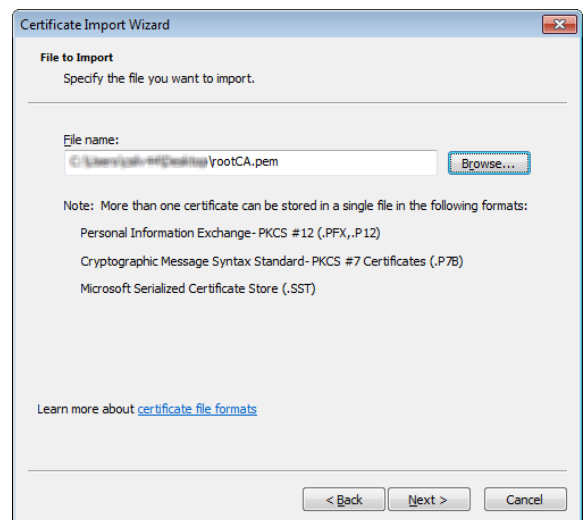 Certificate Import Wizard
File to Import
Specify the file you want to import.
File name:
\rootCA.pem
Browse...
Note: More than one certificate can be stored in a single file in the following formats:
Personal Information Exchange- PKCS #12 (.PFX,.P12)
Cryptographic Message Syntax Standard- PKCS #7 Certificates (.P7B)
Microsoft Serialized Certificate Store (.SST)
Learn more about certificate file formats
< Back Next > Cancel